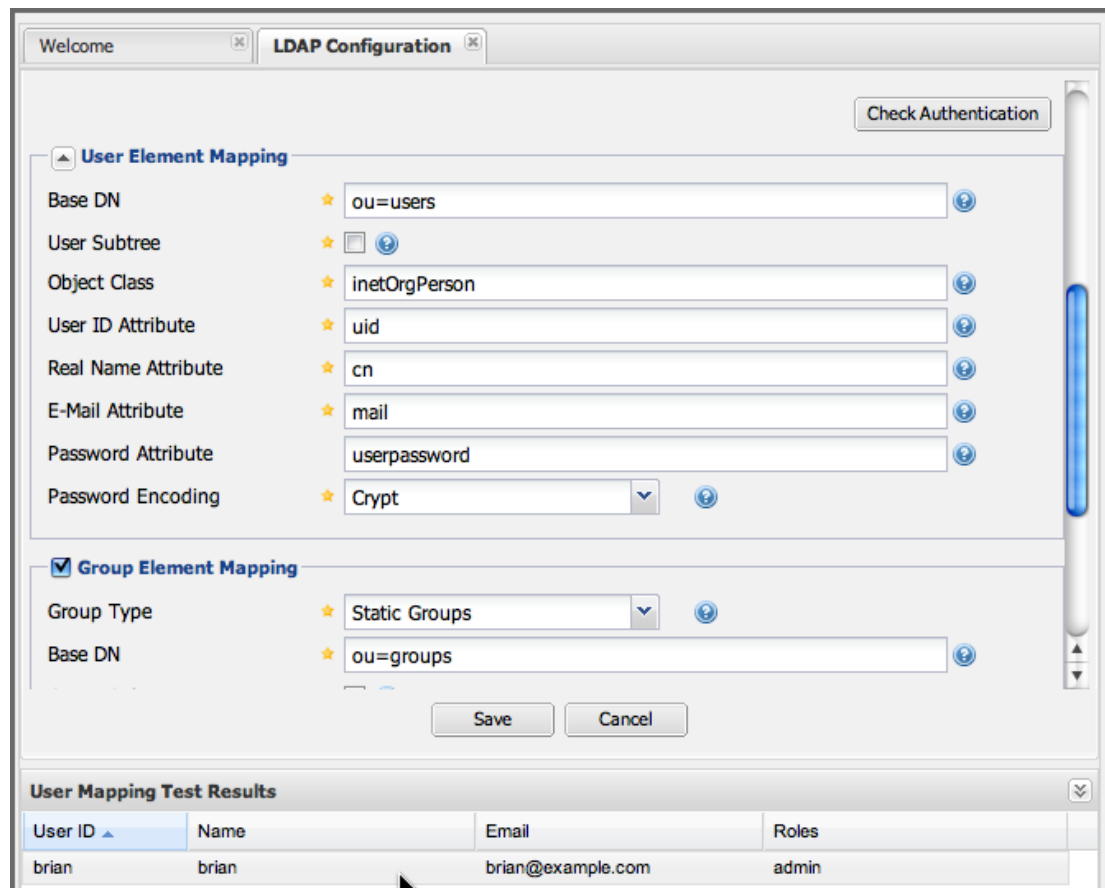 Welcome LDAP Configuration
Check Authentication
User Element Mapping
Base DN ou=users
User Subtree
Object Class inetOrgPerson
User ID Attribute uid
Real Name Attribute cn
E-Mail Attribute mail
Password Attribute userpassword
Password Encoding Crypt
Group Element Mapping
Group Type Static Groups
Base DN ou=groups
Save Cancel
User Mapping Test Results
User ID Name Email Roles
brian brian brian@example.com admin